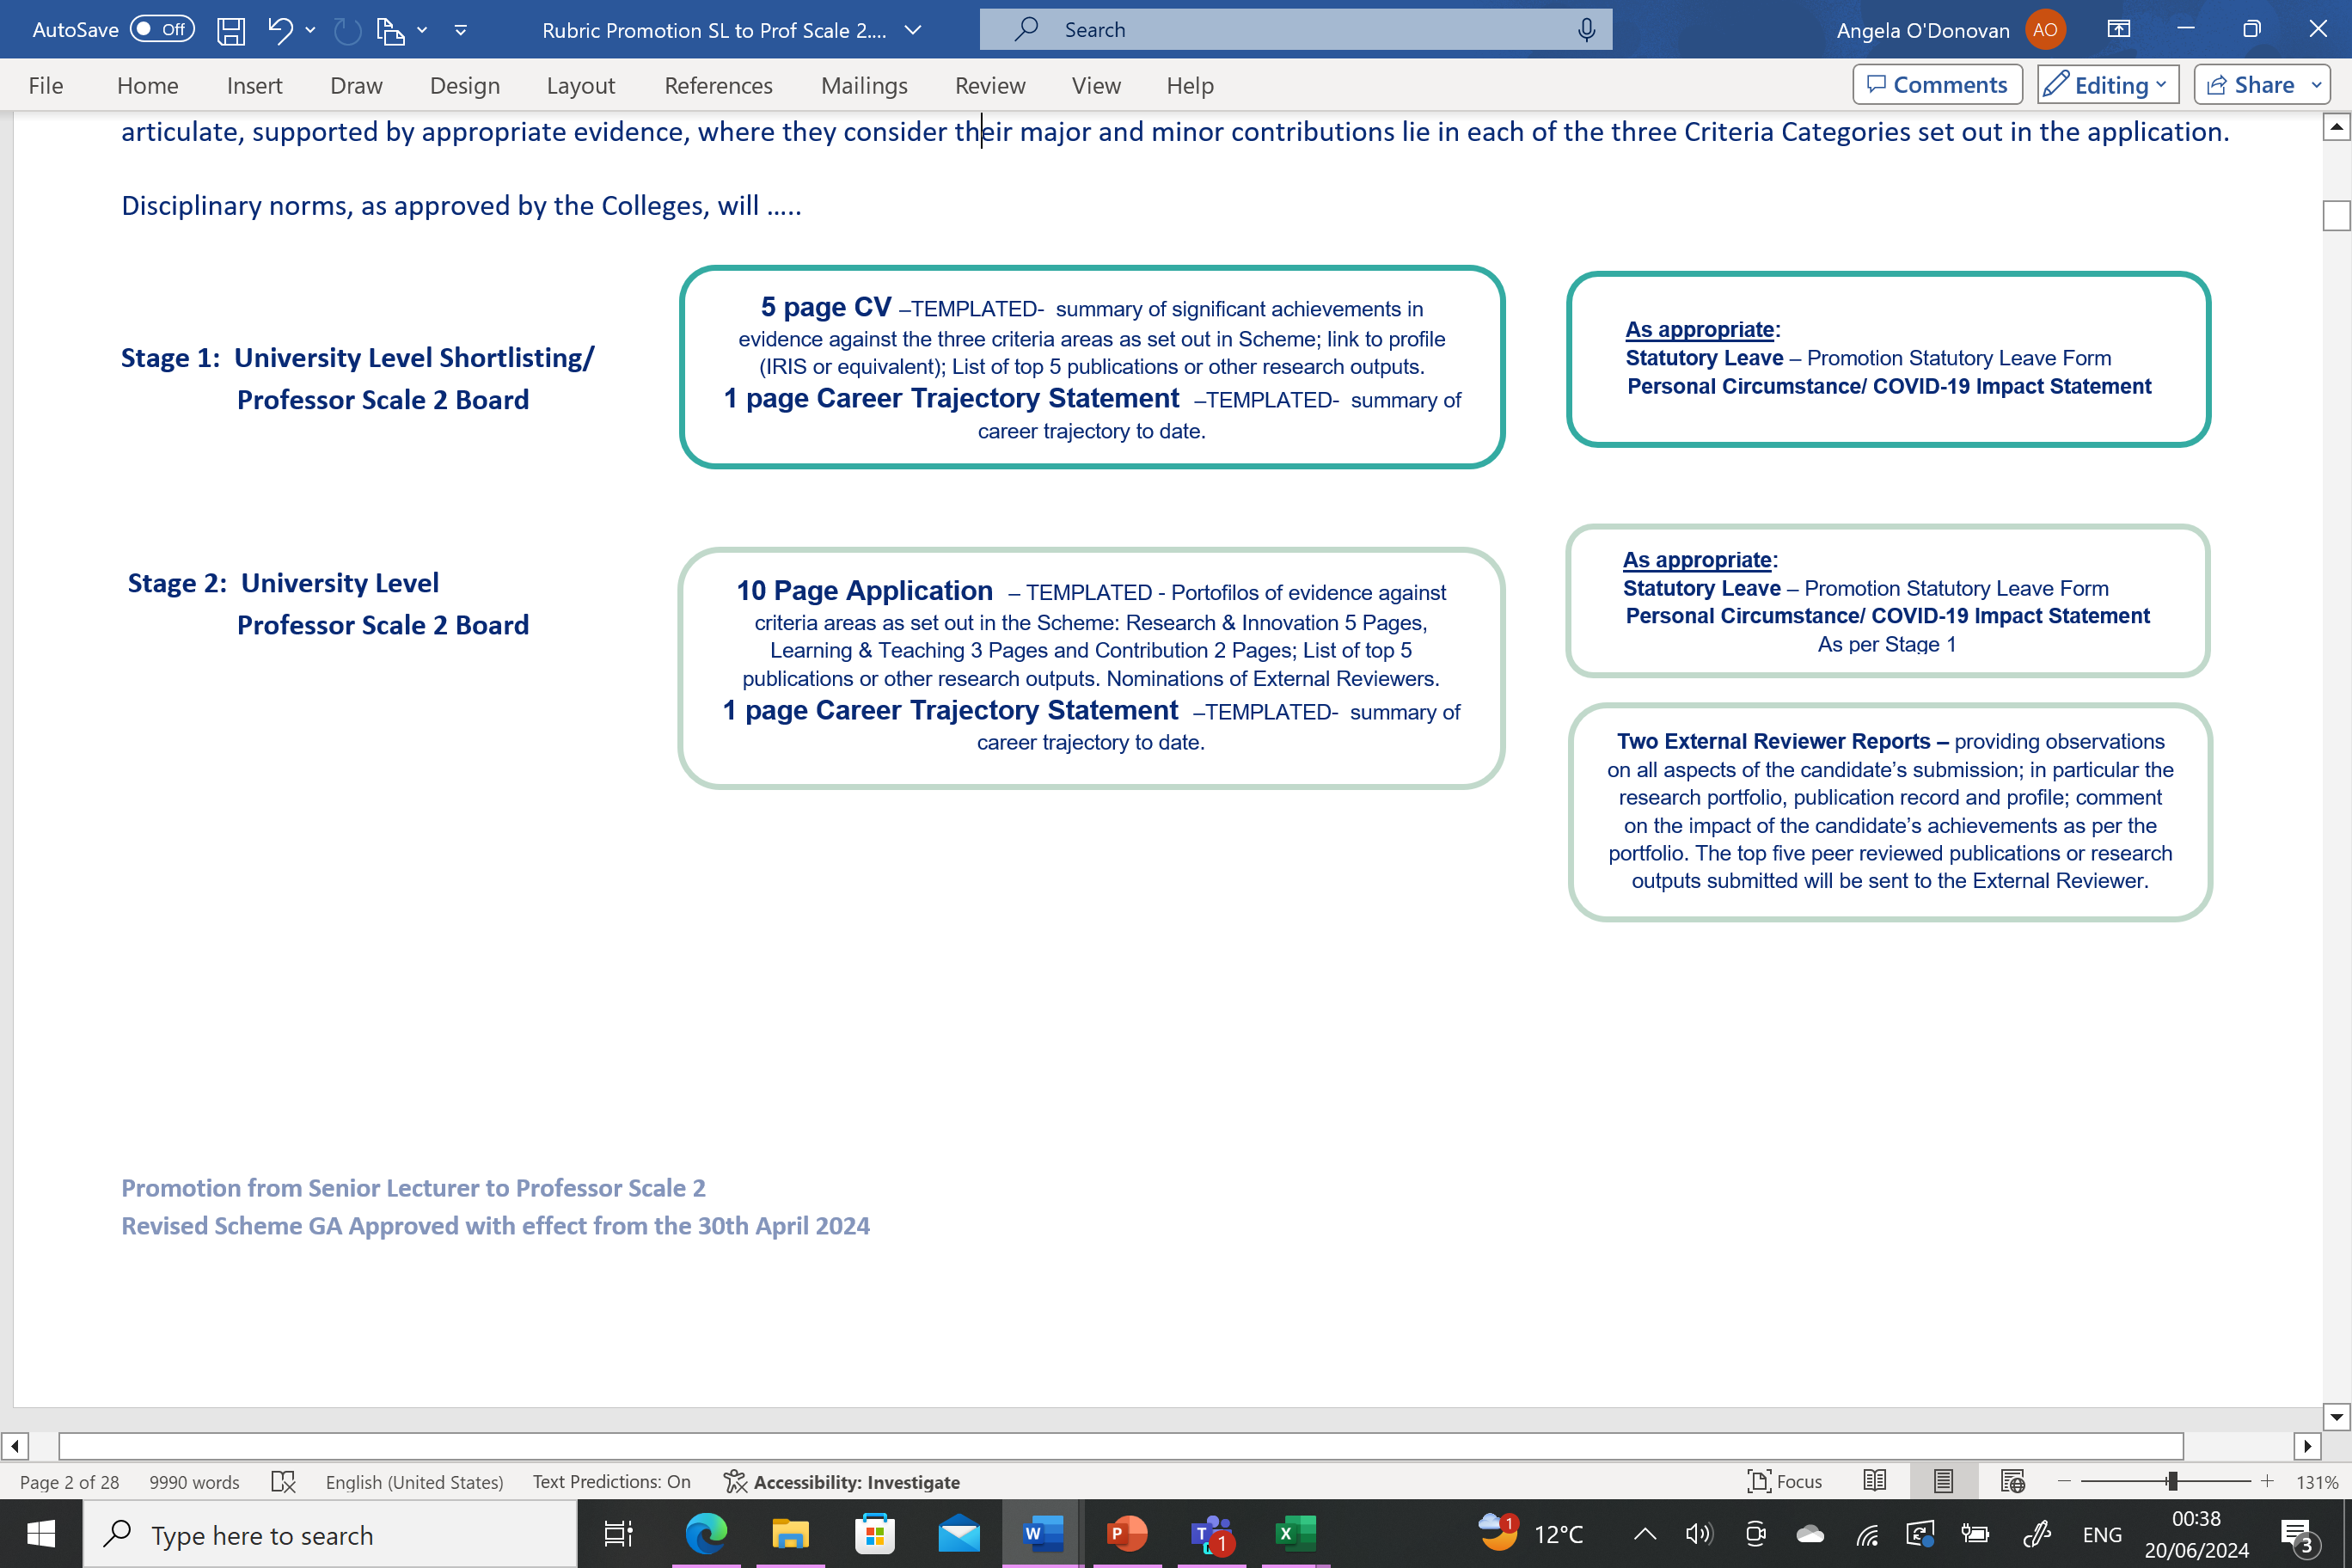 AutoSave Off Rubric Promotion SL to Prof Scale 2.... Search Angela O'Donovan AO
File Home Insert Draw Design Layout References Mailings Review View Help Comments Editing Share
articulate, supported by appropriate evidence, where they consider their major and minor contributions lie in each of the three Criteria Categories set out in the application.
Disciplinary norms, as approved by the Colleges, will .....
Stage 1: University Level Shortlisting/
Professor Scale 2 Board
5 page CV –TEMPLATED- summary of significant achievements in
evidence against the three criteria areas as set out in Scheme; link to profile
(IRIS or equivalent); List of top 5 publications or other research outputs.
1 page Career Trajectory Statement –TEMPLATED- summary of
career trajectory to date.
As appropriate:
Statutory Leave – Promotion Statutory Leave Form
Personal Circumstance/ COVID-19 Impact Statement
Stage 2: University Level
Professor Scale 2 Board
10 Page Application – TEMPLATED - Portofilos of evidence against
criteria areas as set out in the Scheme: Research & Innovation 5 Pages,
Learning & Teaching 3 Pages and Contribution 2 Pages; List of top 5
publications or other research outputs. Nominations of External Reviewers.
1 page Career Trajectory Statement –TEMPLATED- summary of
career trajectory to date.
As appropriate:
Statutory Leave – Promotion Statutory Leave Form
Personal Circumstance/ COVID-19 Impact Statement
As per Stage 1
Two External Reviewer Reports – providing observations
on all aspects of the candidate’s submission; in particular the
research portfolio, publication record and profile; comment
on the impact of the candidate’s achievements as per the
portfolio. The top five peer reviewed publications or research
outputs submitted will be sent to the External Reviewer.
Promotion from Senior Lecturer to Professor Scale 2
Revised Scheme GA Approved with effect from the 30th April 2024
Page 2 of 28 9990 words English (United States) Text Predictions: On Accessibility: Investigate Focus 131%
Type here to search W P T 1 X 1 12°C ENG 00:38
20/06/2024 3